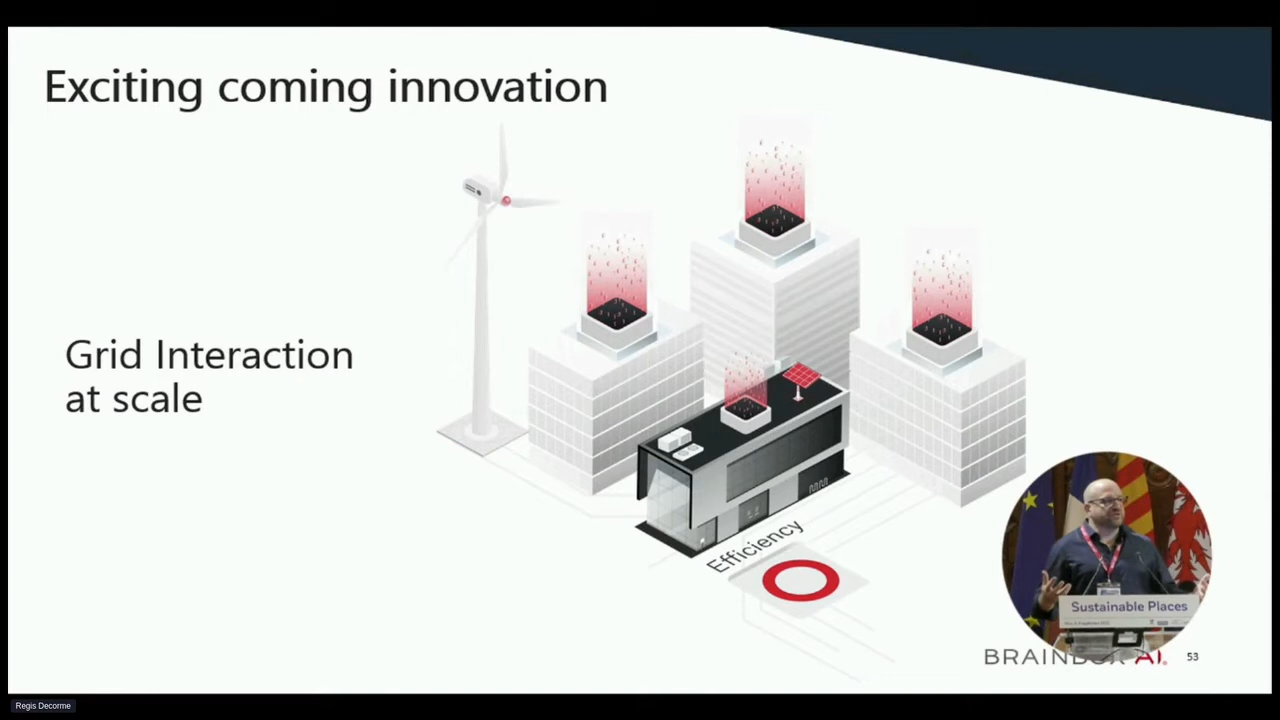 Exciting coming innovation
Grid Interaction
at scale
Efficiency
Sustainable Places
53
Regis Decorme